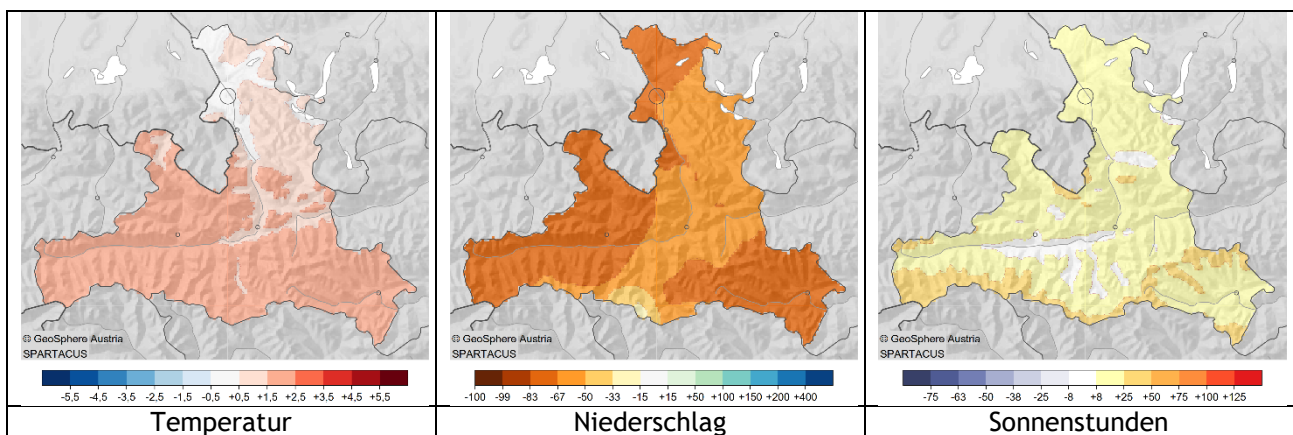 © GeoSphere Austria
SPARTACUS
-5,5 -4,5 -3,5 -2,5 -1,5 -0,5 +0,5 +1,5 +2,5 +3,5 +4,5 +5,5
Temperatur
© GeoSphere Austria
SPARTACUS
-100 -99 -83 -67 -50 -33 -15 +15 +50 +100 +150 +200 +400
Niederschlag
© GeoSphere Austria
SPARTACUS
-75 -63 -50 -38 -25 -8 +8 +25 +50 +75 +100 +125
Sonnenstunden